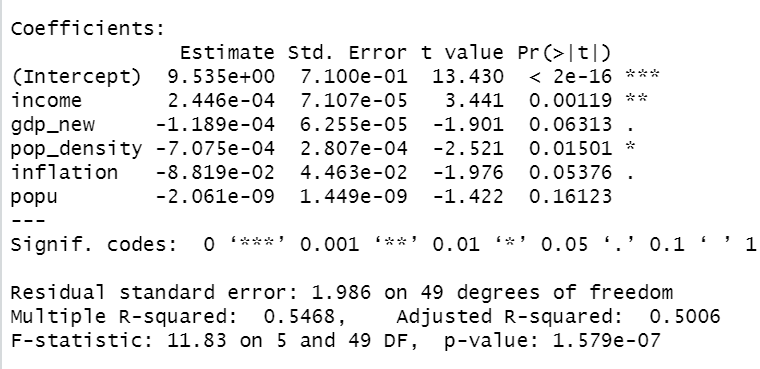 Coefficients:
              Estimate Std. Error t value Pr(>|t|)
(Intercept)  9.535e+00  7.100e-01  13.430  < 2e-16 ***
income       2.446e-04  7.107e-05   3.441  0.00119 **
gdp_new     -1.189e-04  6.255e-05  -1.901  0.06313 .
pop_density -7.075e-04  2.807e-04  -2.521  0.01501 *
inflation   -8.819e-02  4.463e-02  -1.976  0.05376 .
popu        -2.061e-09  1.449e-09  -1.422  0.16123
---
Signif. codes:  0 ‘***’ 0.001 ‘**’ 0.01 ‘*’ 0.05 ‘.’ 0.1 ‘ ’ 1
Residual standard error: 1.986 on 49 degrees of freedom
Multiple R-squared:  0.5468,    Adjusted R-squared:  0.5006
F-statistic: 11.83 on 5 and 49 DF,  p-value: 1.579e-07